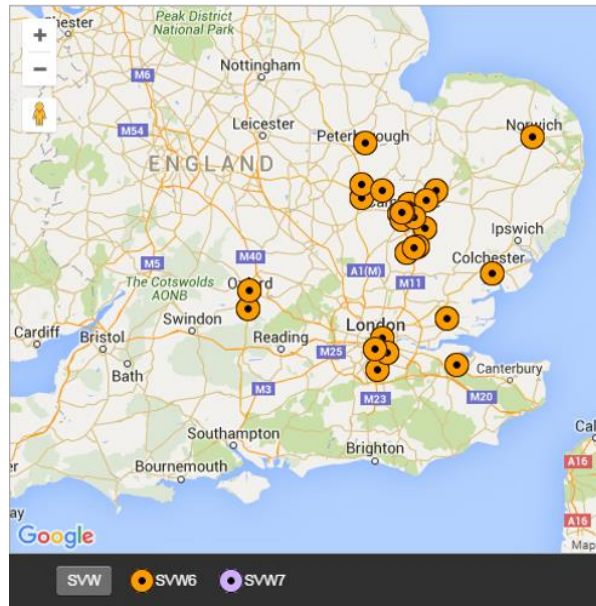 Chester
Peak District
National Park
+
−
Nottingham
M6
Leicester
Peterborough
Norwich
M54
ENGLAND
Ipswich
M40
Colchester
M5
A1(M)
M11
The Cotswolds
AONB
Oxford
Swindon
London
Cardiff
Bristol
Reading
M25
Bath
Canterbury
M3
M20
M23
Southampton
Brighton
Bournemouth
A16
A16
Google
Map
SVW
SVW6
SVW7